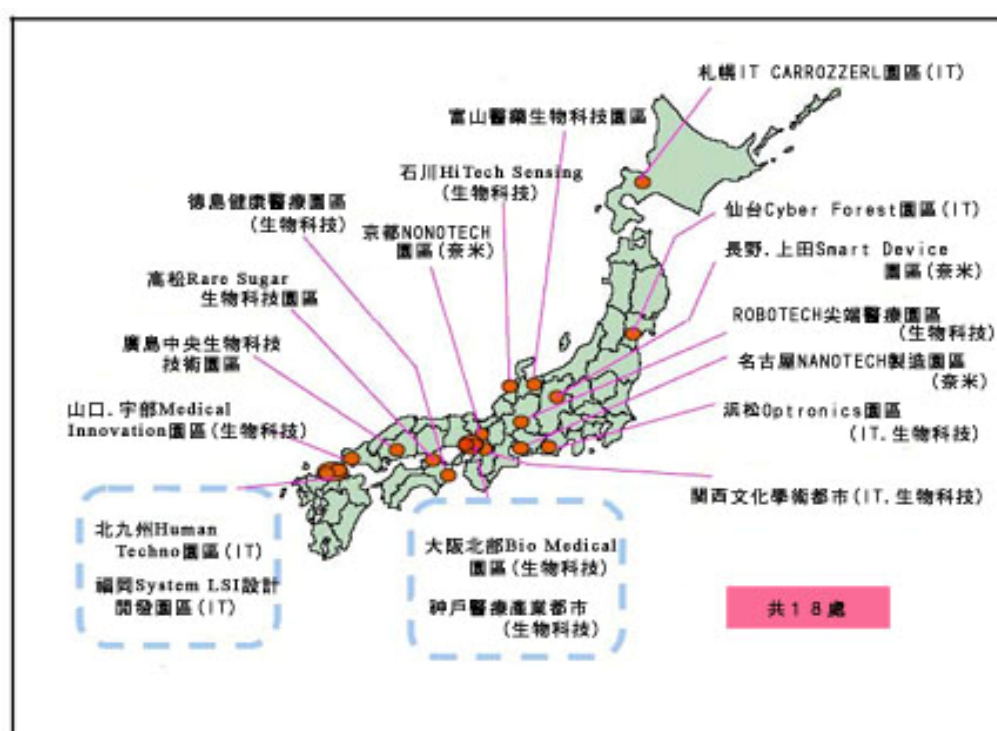 札幌IT CARROZZERL園區(IT)
富山醫藥生物科技園區
石川HiTech Sensing
(生物科技)
德島健康醫療園區
(生物科技)
京都NONOTECH
園區(奈米)
仙台Cyber Forest園區(IT)
長野.上田Smart Device
園區(奈米)
高松Rare Sugar
生物科技園區
ROBOTECH尖端醫療園區
(生物科技)
廣島中央生物科技
技術園區
名古屋NANOTECH製造園區
(奈米)
山口.宇部Medical
Innovation園區(生物科技)
浜松Optronics園區
(IT.生物科技)
関西文化學術都市(IT.生物科技)
北九州Human
Techno園區(IT)
福岡System LSI設計
開發園區(IT)
大阪北部Bio Medical
園區(生物科技)
神戶醫療產業都市
(生物科技)
共18處